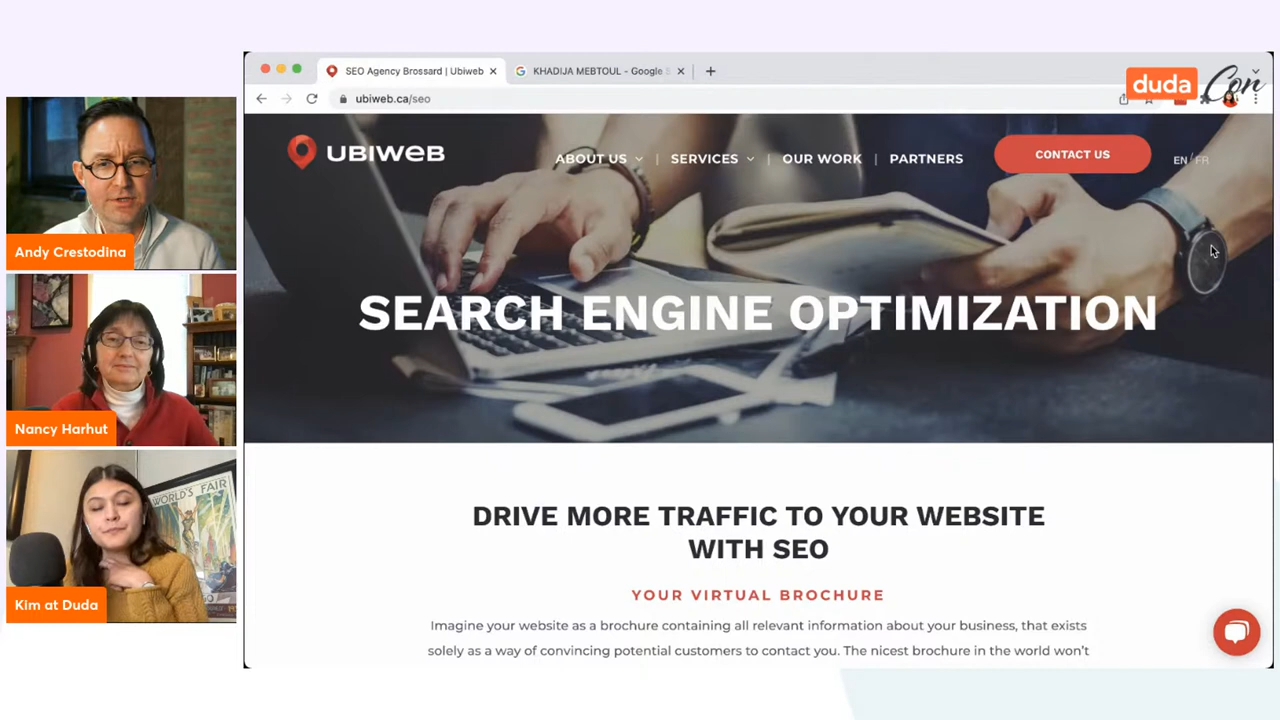 SEO Agency Brossard | Ubiweb
KHADIJA MEBTOUL - Google
ubiweb.ca/seo
duda Con
UBIWEB
ABOUT US | SERVICES | OUR WORK | PARTNERS
CONTACT US
EN / FR
SEARCH ENGINE OPTIMIZATION
DRIVE MORE TRAFFIC TO YOUR WEBSITE
WITH SEO
YOUR VIRTUAL BROCHURE
Imagine your website as a brochure containing all relevant information about your business, that exists
solely as a way of convincing potential customers to contact you. The nicest brochure in the world won't
Andy Crestodina
Nancy Harhut
WORLD'S FAIR
Kim at Duda